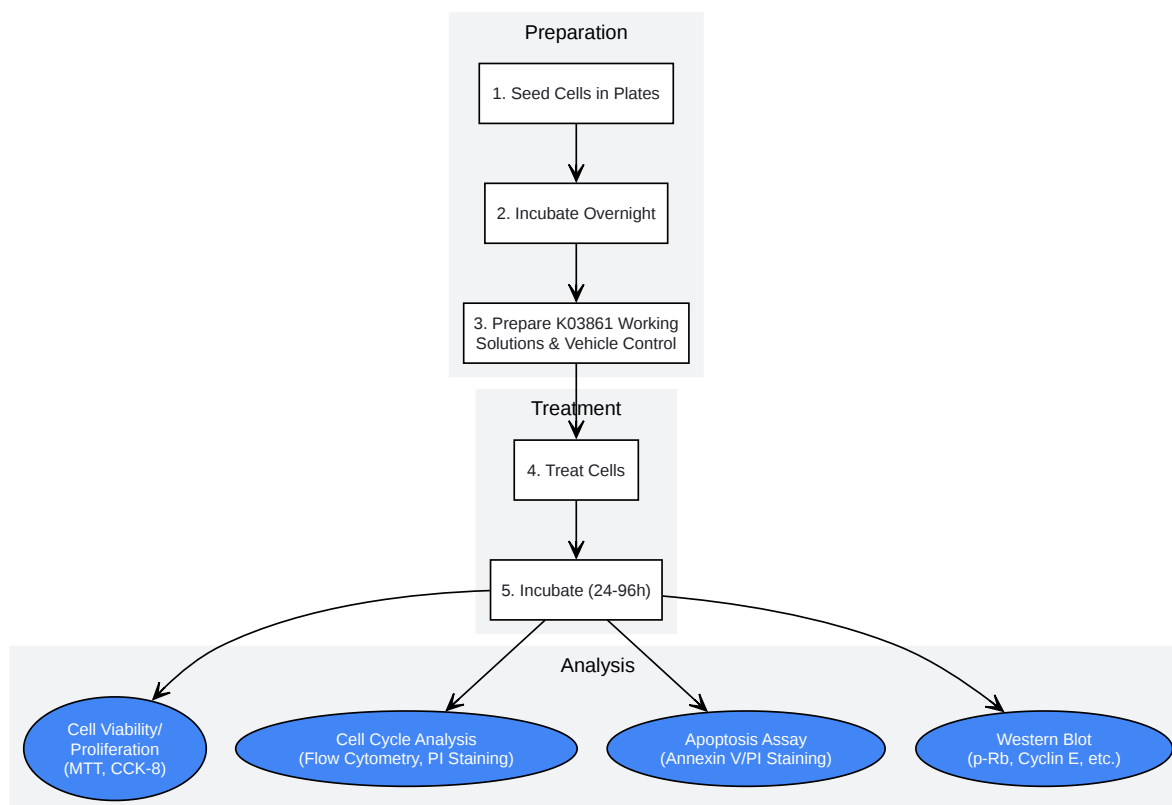 Preparation
1. Seed Cells in Plates
2. Incubate Overnight
3. Prepare K03861 Working
Solutions & Vehicle Control
Treatment
4. Treat Cells
5. Incubate (24-96h)
Analysis
Cell Viability/
Proliferation
(MTT, CCK-8)
Cell Cycle Analysis
(Flow Cytometry, PI Staining)
Apoptosis Assay
(Annexin V/PI Staining)
Western Blot
(p-Rb, Cyclin E, etc.)